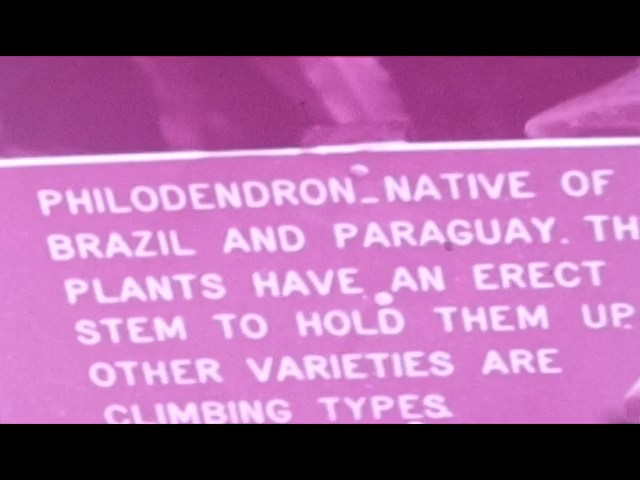 PHILODENDRON_NATIVE OF
BRAZIL AND PARAGUAY. TH
PLANTS HAVE AN ERECT
STEM TO HOLD THEM UP.
OTHER VARIETIES ARE
CLIMBING TYPES.